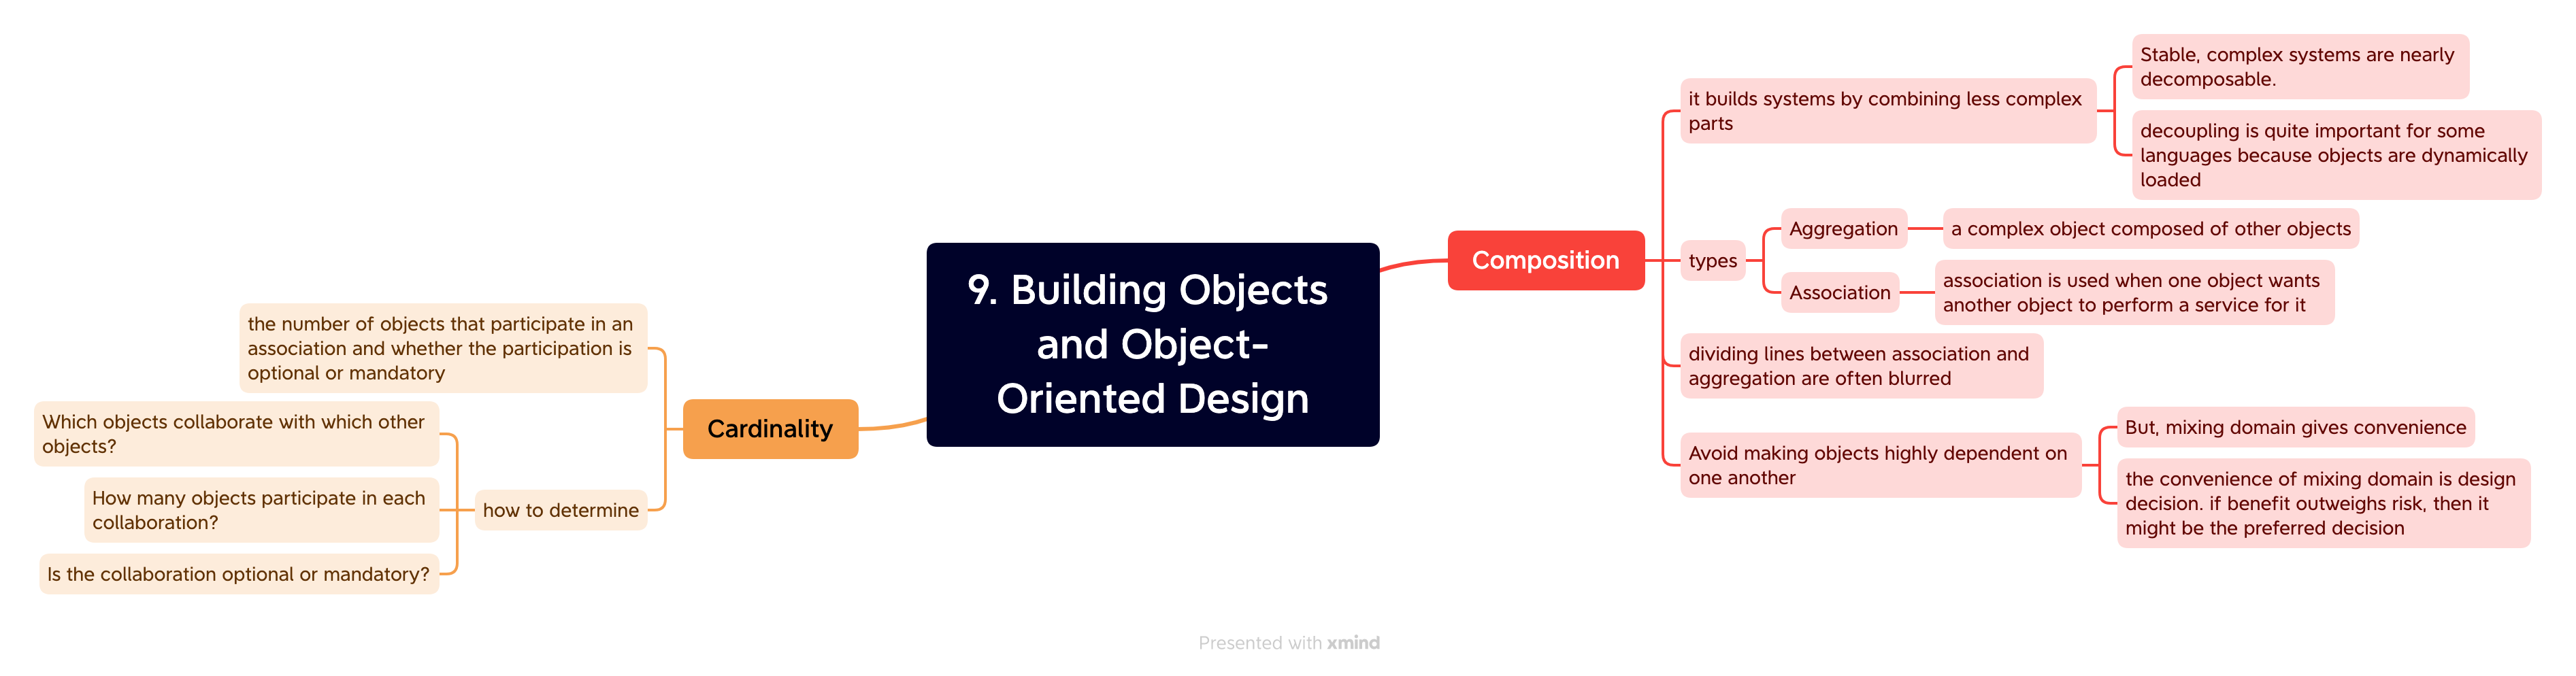 9. Building Objects
and Object-
Oriented Design
Composition
it builds systems by combining less complex
parts
Stable, complex systems are nearly
decomposable.
decoupling is quite important for some
languages because objects are dynamically
loaded
types
Aggregation
a complex object composed of other objects
Association
association is used when one object wants
another object to perform a service for it
dividing lines between association and
aggregation are often blurred
Avoid making objects highly dependent on
one another
But, mixing domain gives convenience
the convenience of mixing domain is design
decision. if benefit outweighs risk, then it
might be the preferred decision
Cardinality
the number of objects that participate in an
association and whether the participation is
optional or mandatory
how to determine
Which objects collaborate with which other
objects?
How many objects participate in each
collaboration?
Is the collaboration optional or mandatory?
Presented with xmind